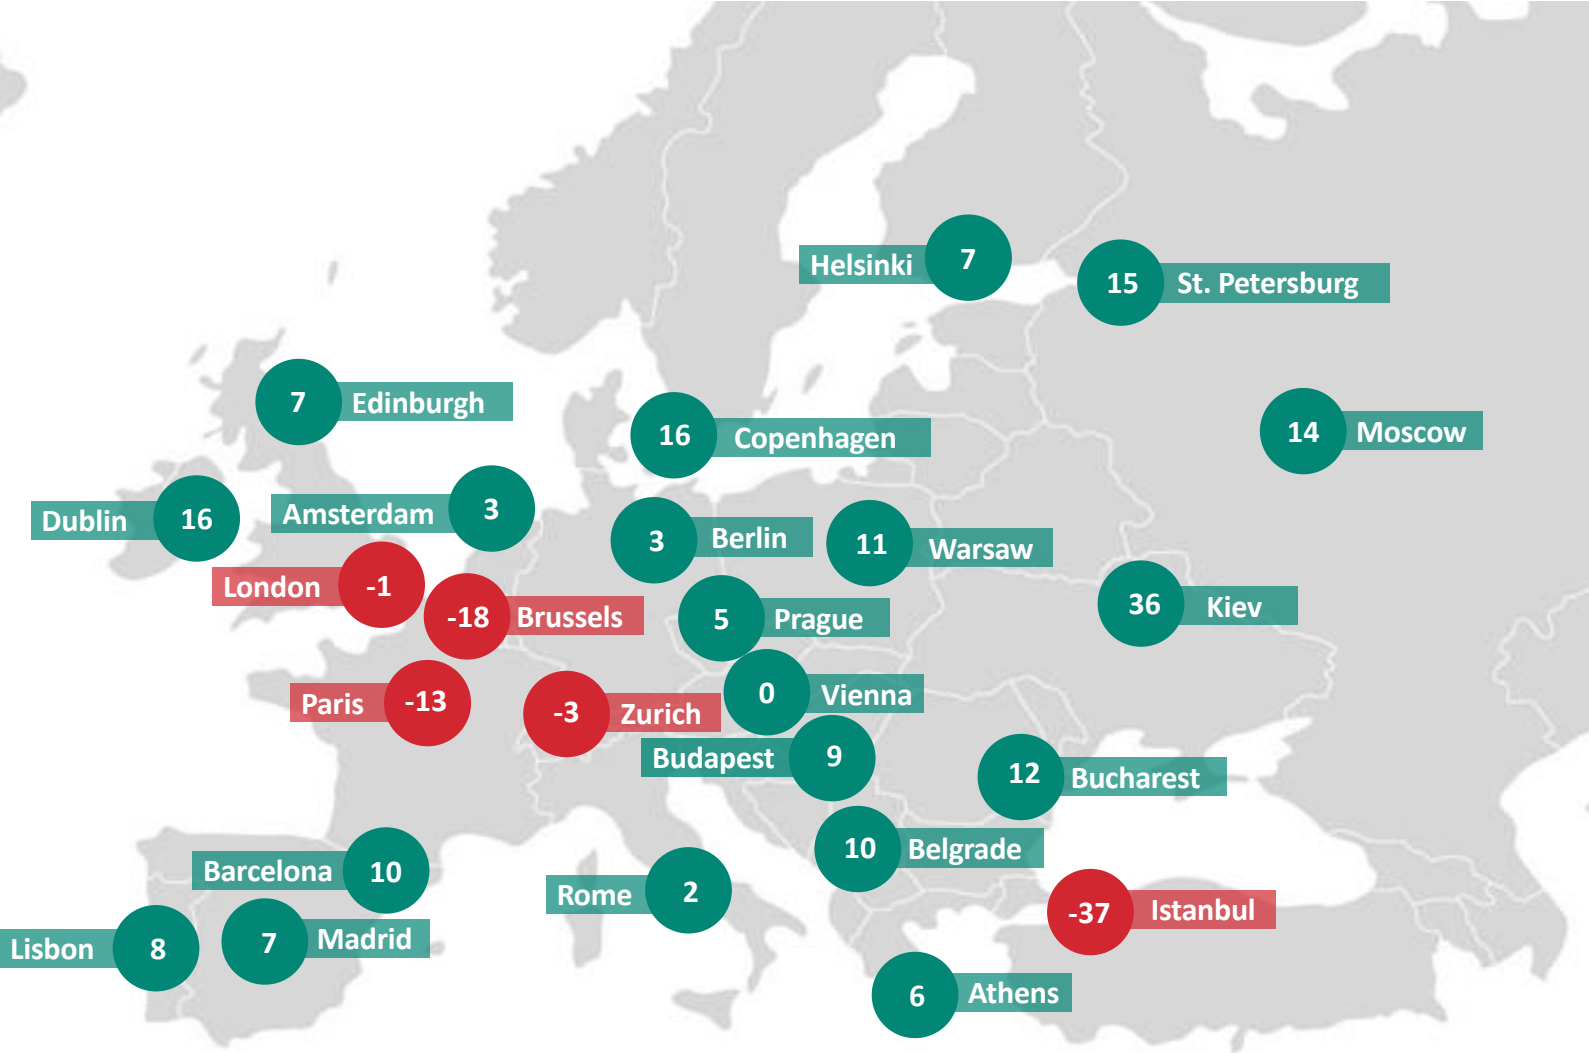 Helsinki 7
15 St. Petersburg
7 Edinburgh
16 Copenhagen
14 Moscow
Dublin 16
Amsterdam 3
3 Berlin
11 Warsaw
London -1
-18 Brussels
5 Prague
36 Kiev
Paris -13
-3 Zurich
0 Vienna
Budapest 9
12 Bucharest
10 Belgrade
Barcelona 10
Rome 2
-37 Istanbul
Lisbon 8
7 Madrid
6 Athens